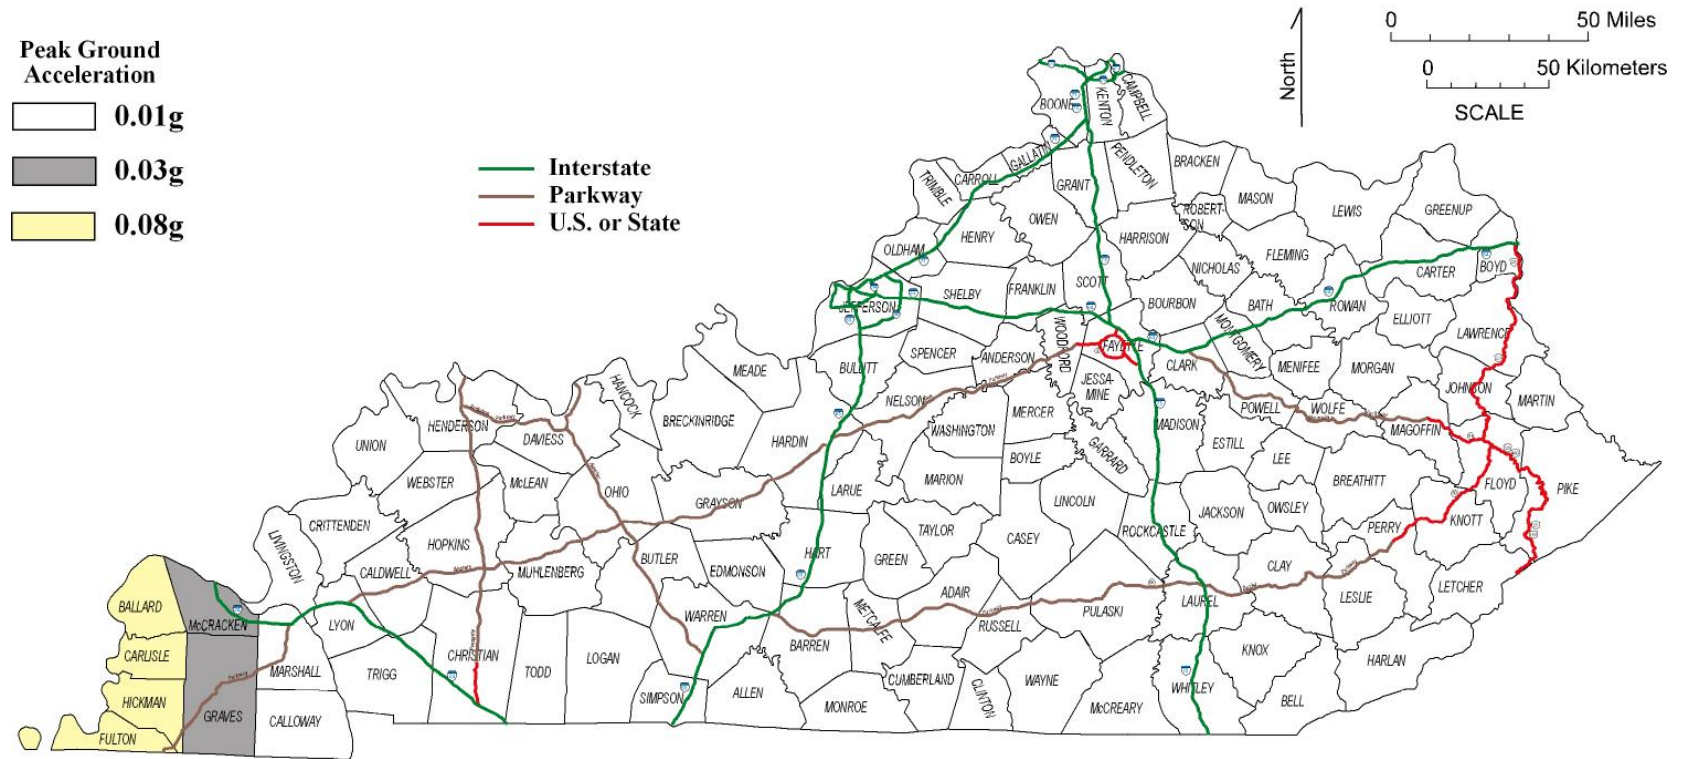 Peak Ground
Acceleration
0.01g
0.03g
0.08g
Interstate
Parkway
U.S. or State
North
0 50 Miles
0 50 Kilometers
SCALE
BOONE
KENTON
CAMPBELL
GALLATIN
PENDLETON
BRACKEN
TRIMBLE
CARROLL
GRANT
MASON
ROBERT-
SON
LEWIS
GREENUP
OWEN
HENRY
HARRISON
OLDHAM
FLEMING
NICHOLAS
CARTER
BOYD
SHELBY
FRANKLIN
SCOTT
BOURBON
BATH
ROWAN
JEFFERSON
ELLIOTT
LAWRENCE
WOODFORD
FAYETTE
MONTGOMERY
SPENCER
ANDERSON
CLARK
MENIFEE
MORGAN
BULLITT
MEADE
JESSA-
MINE
JOHNSON
MARTIN
HANCOCK
NELSON
POWELL
WOLFE
BRECKINRIDGE
MERCER
MADISON
MAGOFFIN
HENDERSON
DAVIESS
HARDIN
WASHINGTON
ESTILL
UNION
BOYLE
GARRARD
LEE
WEBSTER
McLEAN
OHIO
GRAYSON
LARUE
MARION
BREATHITT
FLOYD
PIKE
CRITTENDEN
LINCOLN
JACKSON
OWSLEY
KNOTT
LIVINGSTON
TAYLOR
CASEY
ROCKCASTLE
PERRY
HOPKINS
BUTLER
HART
GREEN
CALDWELL
MUHLENBERG
EDMONSON
CLAY
LETCHER
BALLARD
McCRACKEN
LYON
WARREN
METCALFE
ADAIR
PULASKI
LAUREL
LESLIE
RUSSELL
BARREN
CARLISLE
MARSHALL
TRIGG
CHRISTIAN
TODD
LOGAN
KNOX
HARLAN
HICKMAN
SIMPSON
ALLEN
CUMBERLAND
CLINTON
WAYNE
WHITLEY
GRAVES
CALLOWAY
MONROE
McCREARY
BELL
FULTON